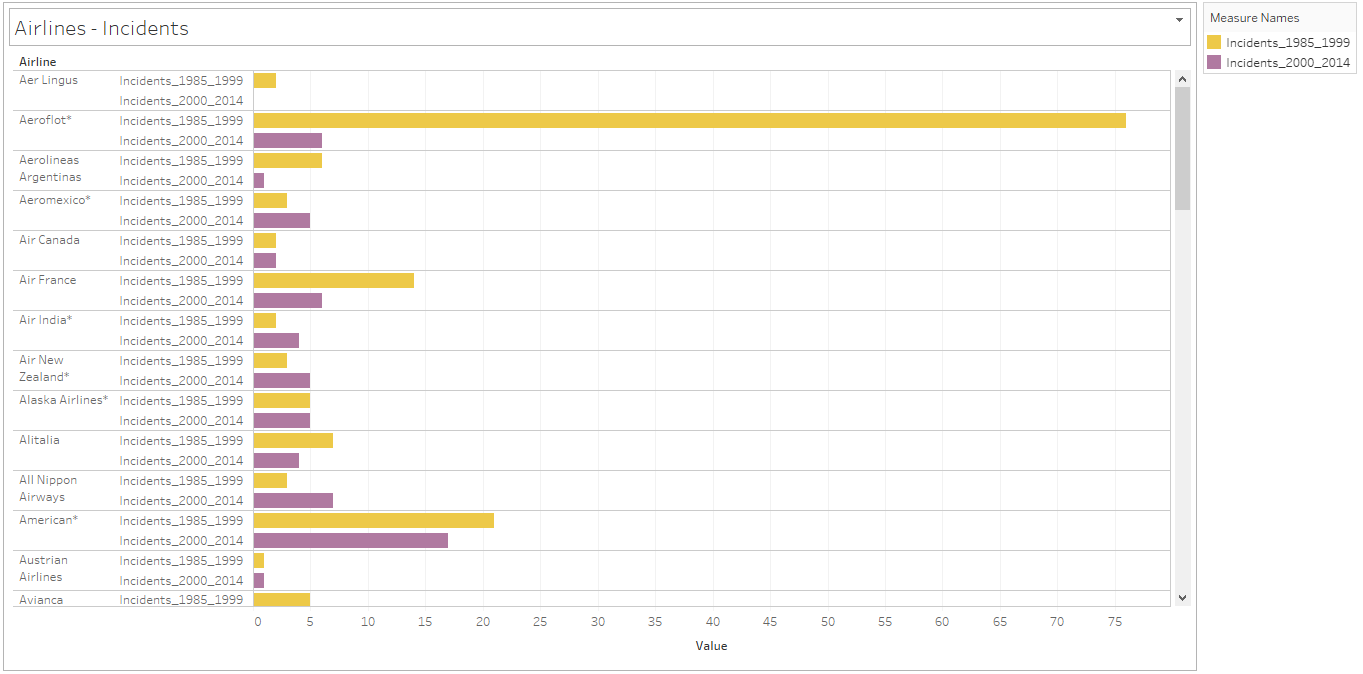 Airlines - Incidents
Measure Names
Incidents_1985_1999
Incidents_2000_2014
Airline
Aer Lingus Incidents_1985_1999
Incidents_2000_2014
Aeroflot* Incidents_1985_1999
Incidents_2000_2014
Aerolineas Incidents_1985_1999
Argentinas Incidents_2000_2014
Aeromexico* Incidents_1985_1999
Incidents_2000_2014
Air Canada Incidents_1985_1999
Incidents_2000_2014
Air France Incidents_1985_1999
Incidents_2000_2014
Air India* Incidents_1985_1999
Incidents_2000_2014
Air New Incidents_1985_1999
Zealand* Incidents_2000_2014
Alaska Airlines* Incidents_1985_1999
Incidents_2000_2014
Alitalia Incidents_1985_1999
Incidents_2000_2014
All Nippon Incidents_1985_1999
Airways Incidents_2000_2014
American* Incidents_1985_1999
Incidents_2000_2014
Austrian Incidents_1985_1999
Airlines Incidents_2000_2014
Avianca Incidents_1985_1999
0 5 10 15 20 25 30 35 40 45 50 55 60 65 70 75
Value